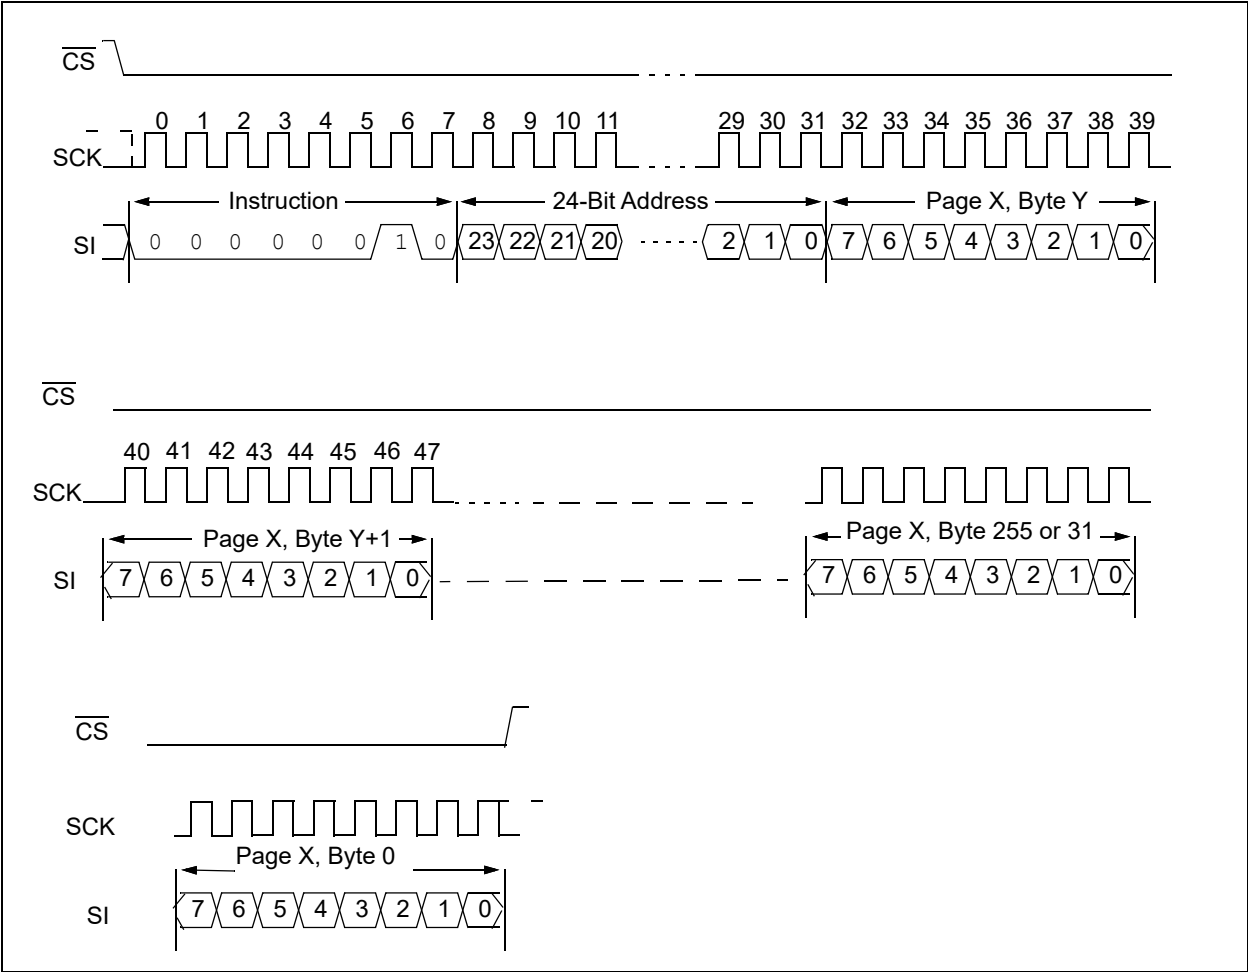 CS
0 1 2 3 4 5 6 7 8 9 10 11 29 30 31 32 33 34 35 36 37 38 39
SCK
Instruction 24-Bit Address Page X, Byte Y
SI 0 0 0 0 0 0 1 0 23 22 21 20 2 1 0 7 6 5 4 3 2 1 0
CS
40 41 42 43 44 45 46 47
SCK
Page X, Byte Y+1 Page X, Byte 255 or 31
SI 7 6 5 4 3 2 1 0 7 6 5 4 3 2 1 0
CS
SCK
Page X, Byte 0
SI 7 6 5 4 3 2 1 0